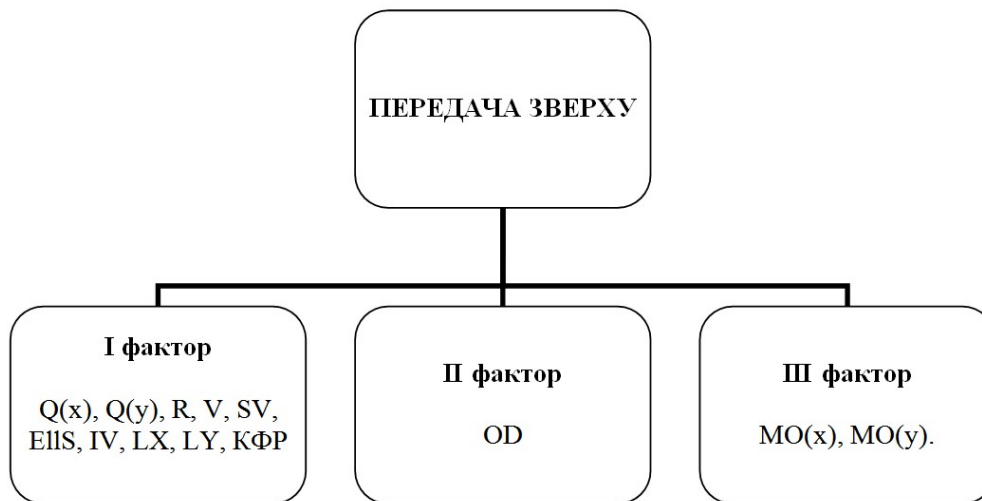 ПЕРЕДАЧА ЗВЕРХУ
I фактор
Q(x), Q(y), R, V, SV,
EllS, IV, LX, LY, КФР
II фактор
OD
III фактор
MO(x), MO(y).